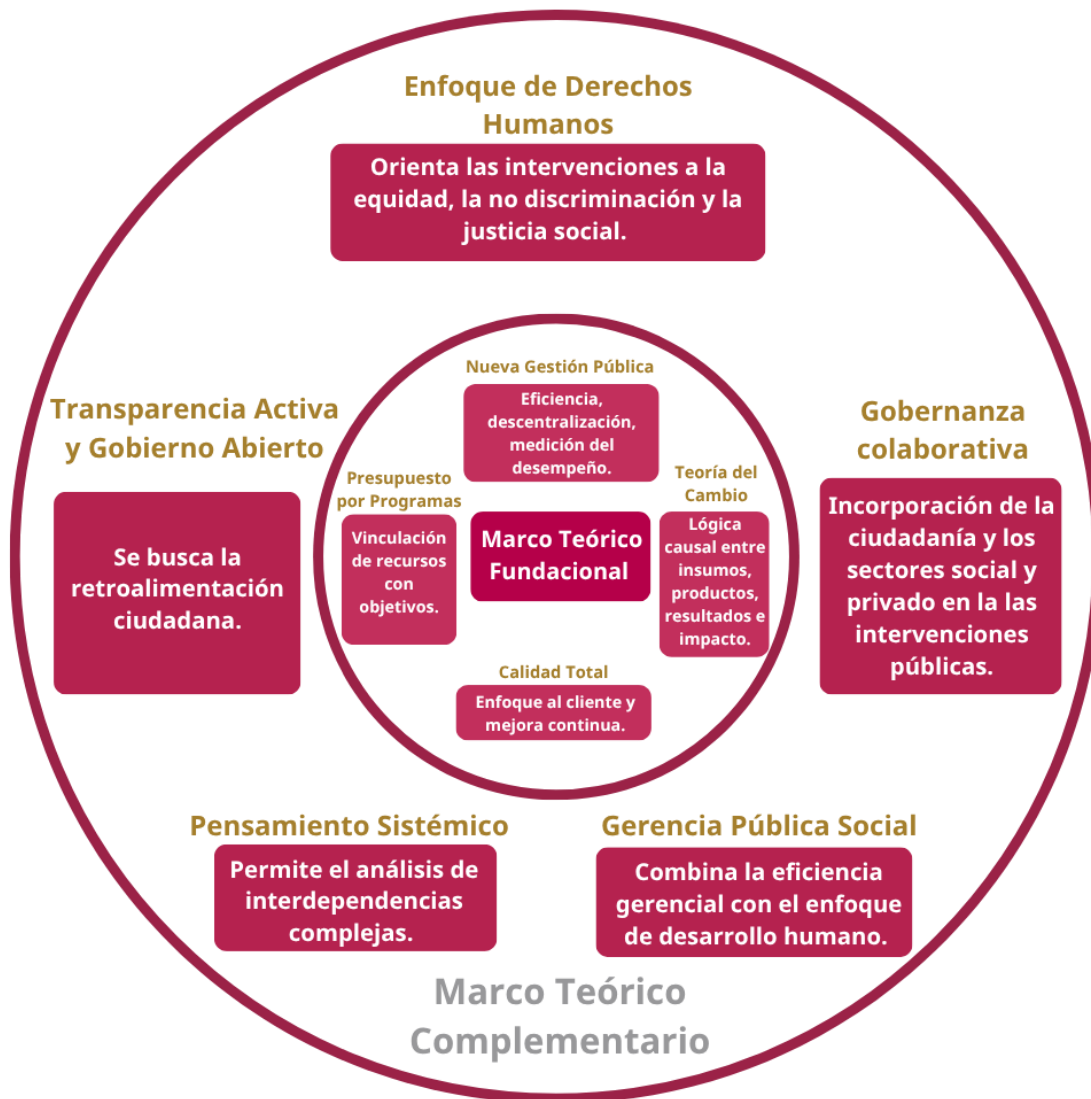 Enfoque de Derechos
Humanos
Orienta las intervenciones a la
equidad, la no discriminación y la
justicia social.
Transparencia Activa
y Gobierno Abierto
Se busca la
retroalimentación
ciudadana.
Nueva Gestión Pública
Eficiencia,
descentralización,
medición del
desempeño.
Presupuesto
por Programas
Vinculación
de recursos
con
objetivos.
Marco Teórico
Fundacional
Teoría del
Cambio
Lógica
causal entre
insumos,
productos,
resultados e
impacto.
Calidad Total
Enfoque al cliente y
mejora continua.
Gobernanza
colaborativa
Incorporación de la
ciudadanía y los
sectores social y
privado en la las
intervenciones
públicas.
Pensamiento Sistémico
Permite el análisis de
interdependencias
complejas.
Gerencia Pública Social
Combina la eficiencia
gerencial con el enfoque
de desarrollo humano.
Marco Teórico
Complementario